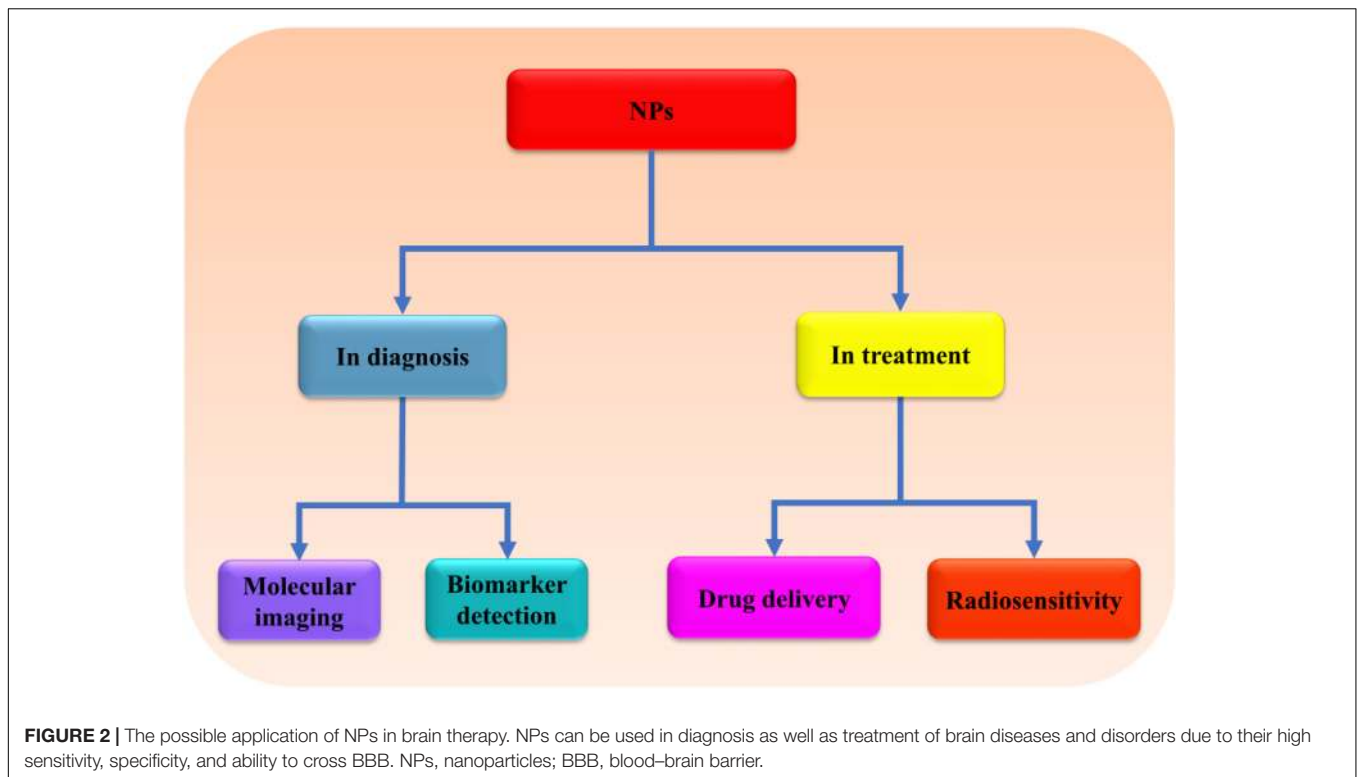 NPs
In diagnosis
In treatment
Molecular
imaging
Biomarker
detection
Drug delivery
Radiosensitivity
FIGURE 2 | The possible application of NPs in brain therapy. NPs can be used in diagnosis as well as treatment of brain diseases and disorders due to their high
sensitivity, specificity, and ability to cross BBB. NPs, nanoparticles; BBB, blood–brain barrier.